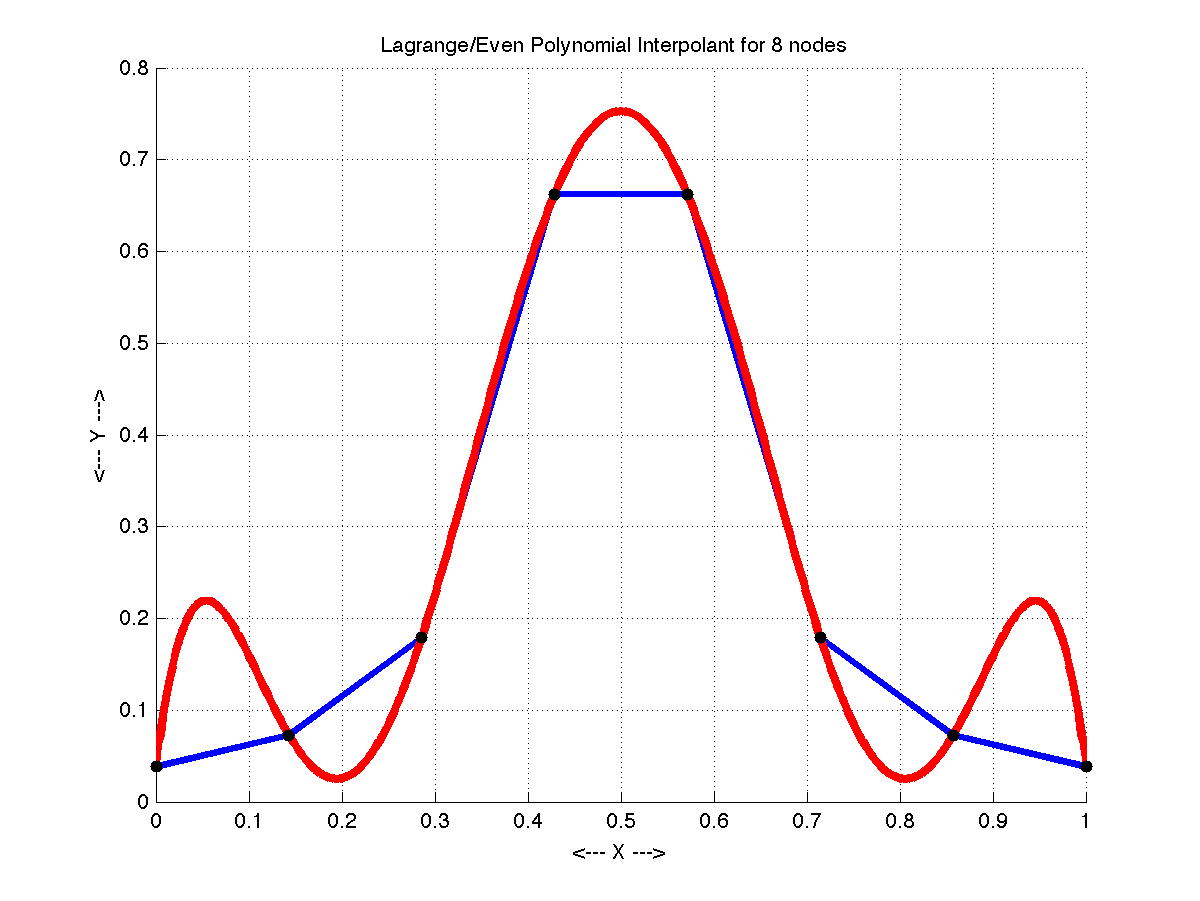 Lagrange/Even Polynomial Interpolant for 8 nodes
0.8
0.7
0.6
0.5
0.4
0.3
0.2
0.1
0
<--- Y --->
0 0.1 0.2 0.3 0.4 0.5 0.6 0.7 0.8 0.9 1
<--- X --->